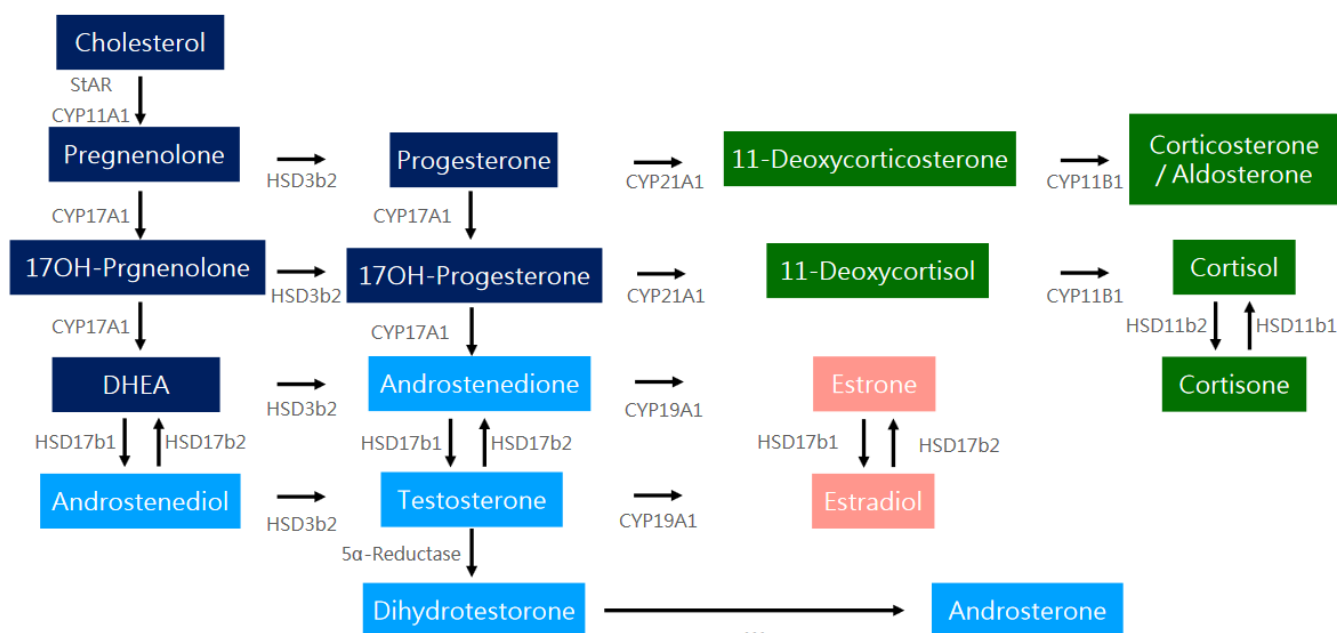 Cholesterol
StAR
CYP11A1
Pregnenolone
HSD3b2
Progesterone
CYP21A1
11-Deoxycorticosterone
CYP11B1
Corticosterone
/ Aldosterone
CYP17A1
CYP17A1
17OH-Prgnenolone
HSD3b2
17OH-Progesterone
CYP21A1
11-Deoxycortisol
CYP11B1
Cortisol
CYP17A1
CYP17A1
HSD11b2
HSD11b1
DHEA
HSD3b2
Androstenedione
CYP19A1
Estrone
Cortisone
HSD17b1
HSD17b2
HSD17b1
HSD17b2
HSD17b1
HSD17b2
Androstenediol
HSD3b2
Testosterone
CYP19A1
Estradiol
5α-Reductase
Dihydrotestorone
Androsterone